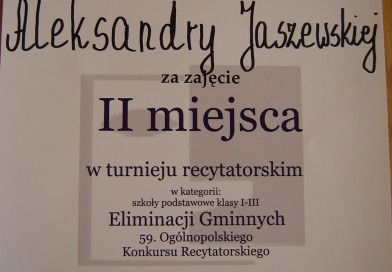 Aleksandry Jaszewskiej
za zajęcie
II miejsca
w turnieju recytatorskim
w kategorii:
szkoły podstawowe klasy I-III
Eliminacji Gminnych
59. Ogólnopolskiego
Konkursu Recytatorskiego